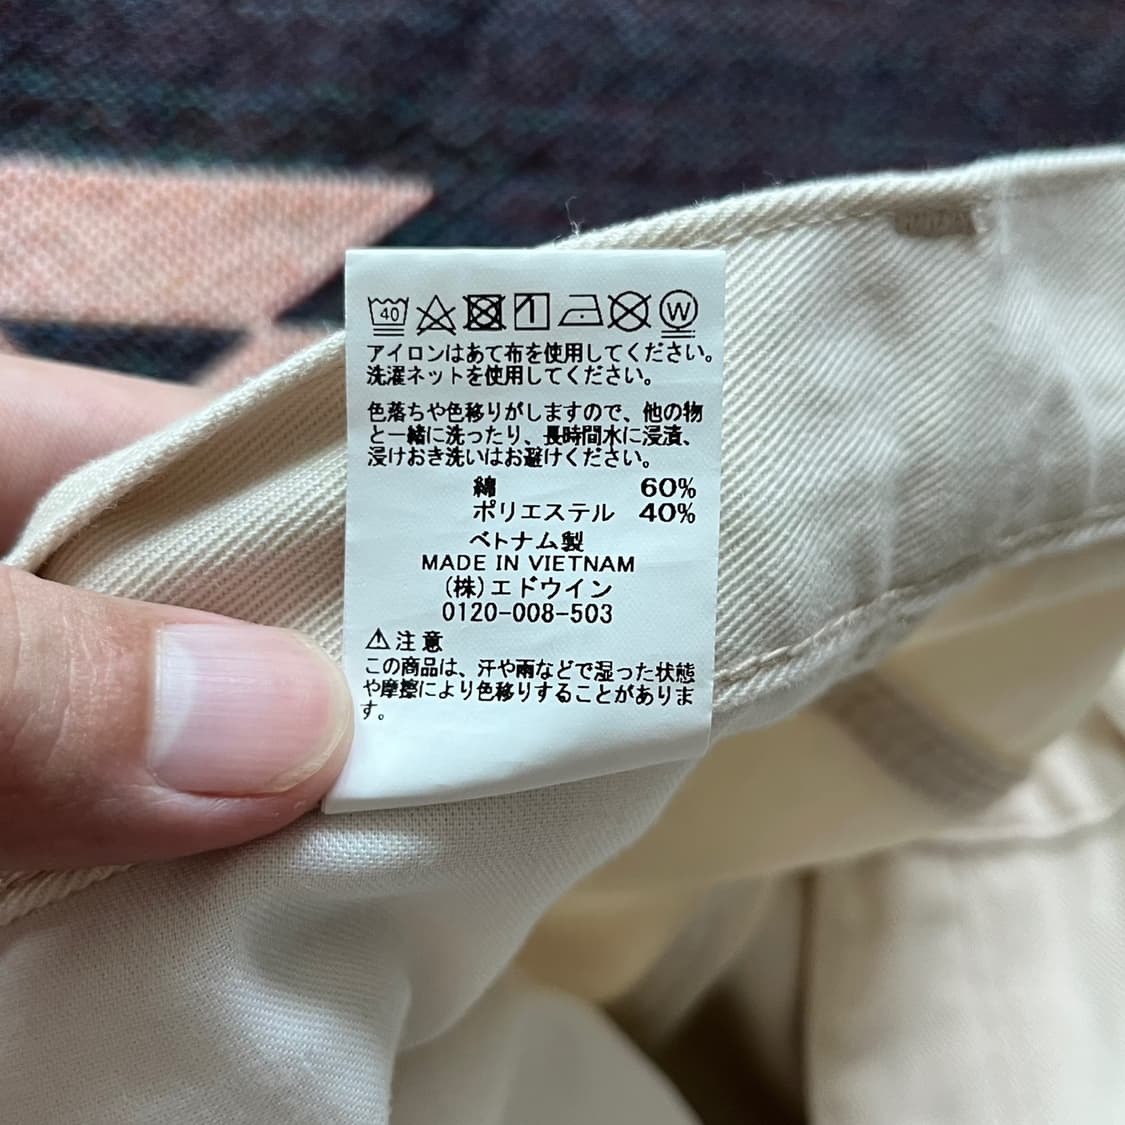 40 W
アイロンはあて布を使用してください。
洗濯ネットを使用してください。
色落ちや色移りがしますので、他の物
と一緒に洗ったり、長時間水に浸漬、
浸けおき洗いはお避けください。
綿 60%
ポリエステル 40%
ベトナム製
MADE IN VIETNAM
(株)エドウイン
0120-008-503
⚠注意
この商品は、汗や雨などで湿った状態
や摩擦により色移りすることがありま
す。